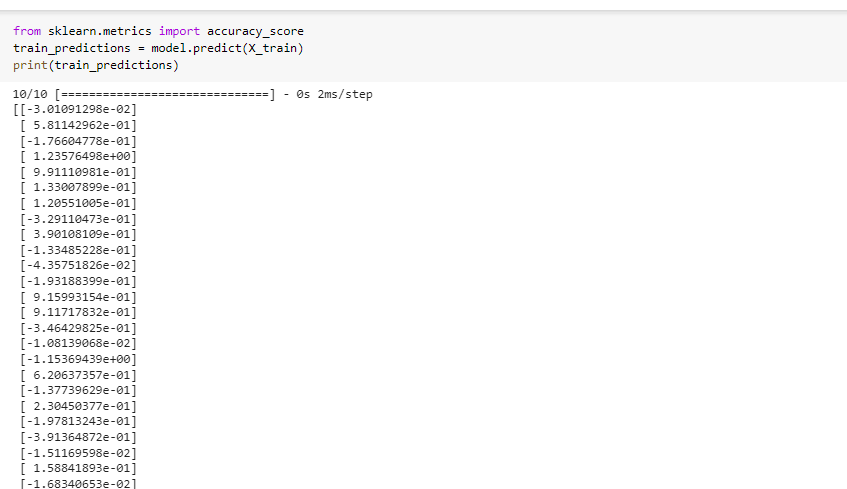 from sklearn.metrics import accuracy_score
train_predictions = model.predict(X_train)
print(train_predictions)
10/10 [==============================] - 0s 2ms/step
[[-3.01091298e-02]
[ 5.81142962e-01]
[-1.76604778e-01]
[ 1.23576498e+00]
[ 9.91110981e-01]
[ 1.33007899e-01]
[ 1.20551005e-01]
[-3.29110473e-01]
[ 3.90108109e-01]
[-1.33485228e-01]
[-4.35751826e-02]
[-1.93188399e-01]
[ 9.15993154e-01]
[ 9.11717832e-01]
[-3.46429825e-01]
[-1.08139068e-02]
[-1.15369439e+00]
[ 6.20637357e-01]
[-1.37739629e-01]
[ 2.30450377e-01]
[-1.97813243e-01]
[-3.91364872e-01]
[-1.51169598e-02]
[ 1.58841893e-01]
[-1.68340653e-02]